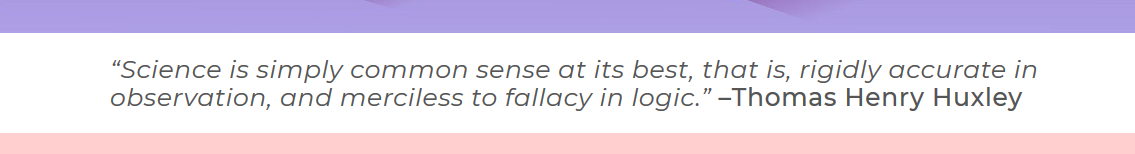 “Science is simply common sense at its best, that is, rigidly accurate in
observation, and merciless to fallacy in logic.” –Thomas Henry Huxley